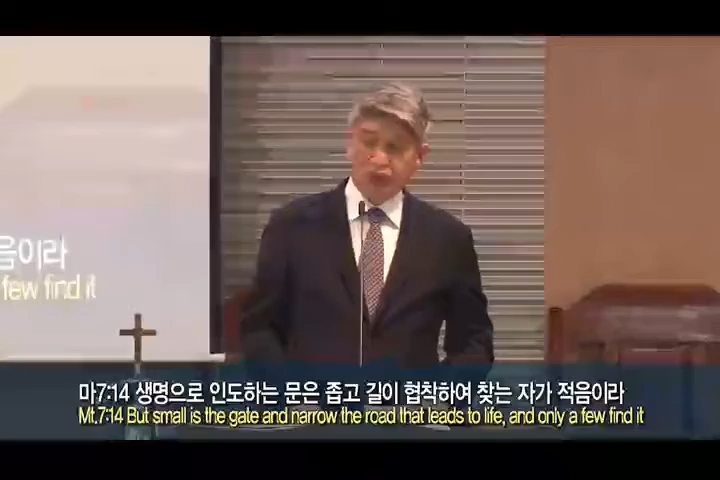 음이라
few find it
마7:14 생명으로 인도하는 문은 좁고 길이 협착하여 찾는 자가 적음이라
Mt.7:14 But small is the gate and narrow the road that leads to life, and only a few find it